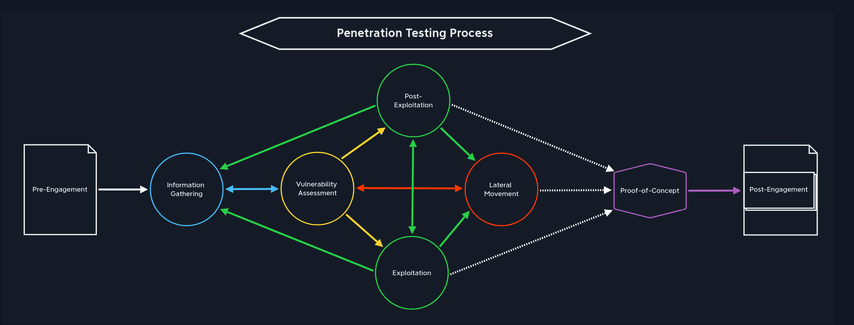 Penetration Testing Process
Post-
Exploitation
Pre-Engagement
Information
Gathering
Vulnerability
Assessment
Lateral
Movement
Proof-of-Concept
Post-Engagement
Exploitation